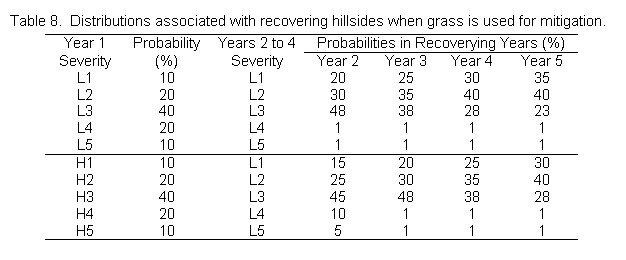 Table 8. Distributions associated with recovering hillsides when grass is used for mitigation.
Year 1 Probability Years 2 to 4 Probabilities in Recoverying Years (%)
Severity (%) Severity Year 2 Year 3 Year 4 Year 5
L1 10 L1 20 25 30 35
L2 20 L2 30 35 40 40
L3 40 L3 48 38 28 23
L4 20 L4 1 1 1 1
L5 10 L5 1 1 1 1
H1 10 L1 15 20 25 30
H2 20 L2 25 30 35 40
H3 40 L3 45 48 38 28
H4 20 L4 10 1 1 1
H5 10 L5 5 1 1 1